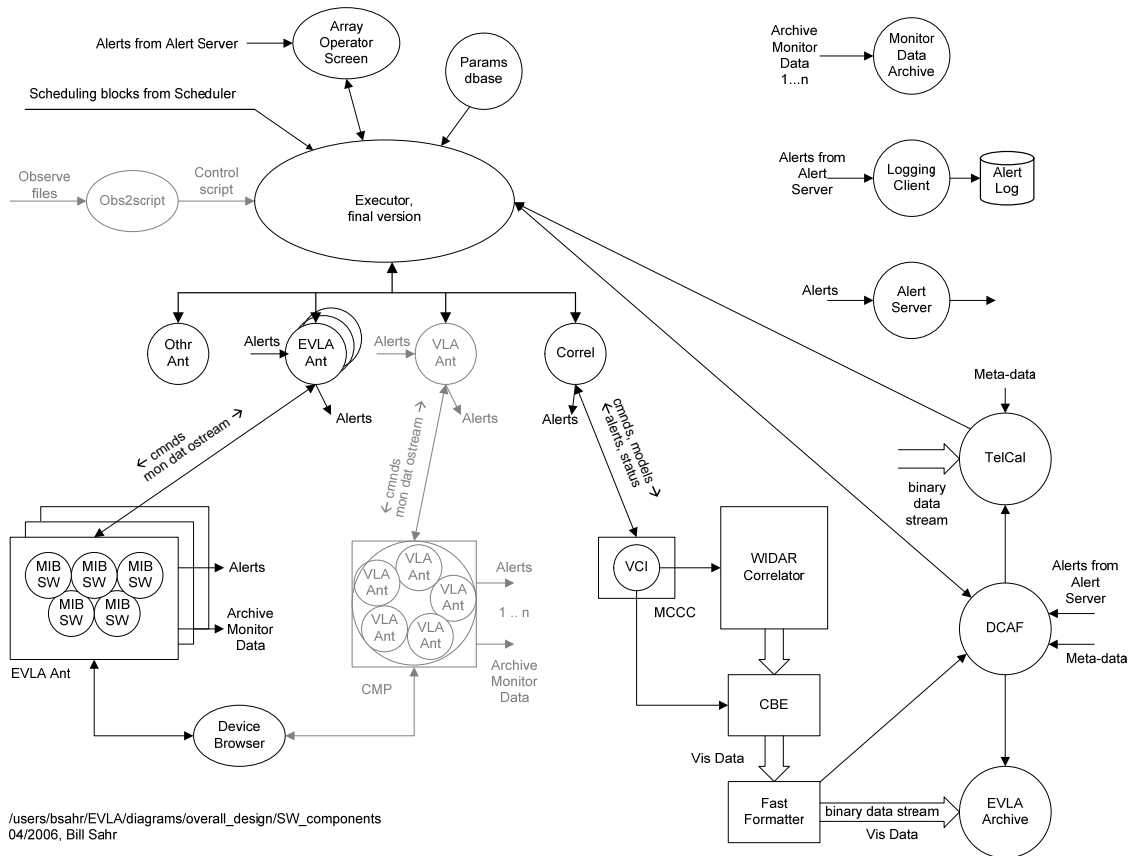 Alerts from Alert Server
Array
Operator
Screen
Params
dbase
Archive
Monitor
Data
1...n
Monitor
Data
Archive
Scheduling blocks from Scheduler
Observe
files
Obs2script
Control
script
Executor,
final version
Alerts from
Alert
Server
Logging
Client
Alert
Log
Alerts
Alert
Server
Othr
Ant
Alerts
EVLA
Ant
Alerts
Alerts
VLA
Ant
Alerts
Correl
Alerts
← cmnds
mon dat ostream →
← cmnds
mon dat ostream →
cmnds, models →
← alerts, status
Meta-data
TelCal
binary
data
stream
MIB
SW
MIB
SW
MIB
SW
MIB
SW
MIB
SW
Alerts
Archive
Monitor
Data
EVLA Ant
VLA
Ant
VLA
Ant
VLA
Ant
VLA
Ant
VLA
Ant
Alerts
1 .. n
Archive
Monitor
Data
CMP
VCI
MCCC
WIDAR
Correlator
Alerts from
Alert
Server
DCAF
Meta-data
Device
Browser
CBE
Vis Data
Fast
Formatter
binary data stream
Vis Data
EVLA
Archive
/users/bsahr/EVLA/diagrams/overall_design/SW_components
04/2006, Bill Sahr